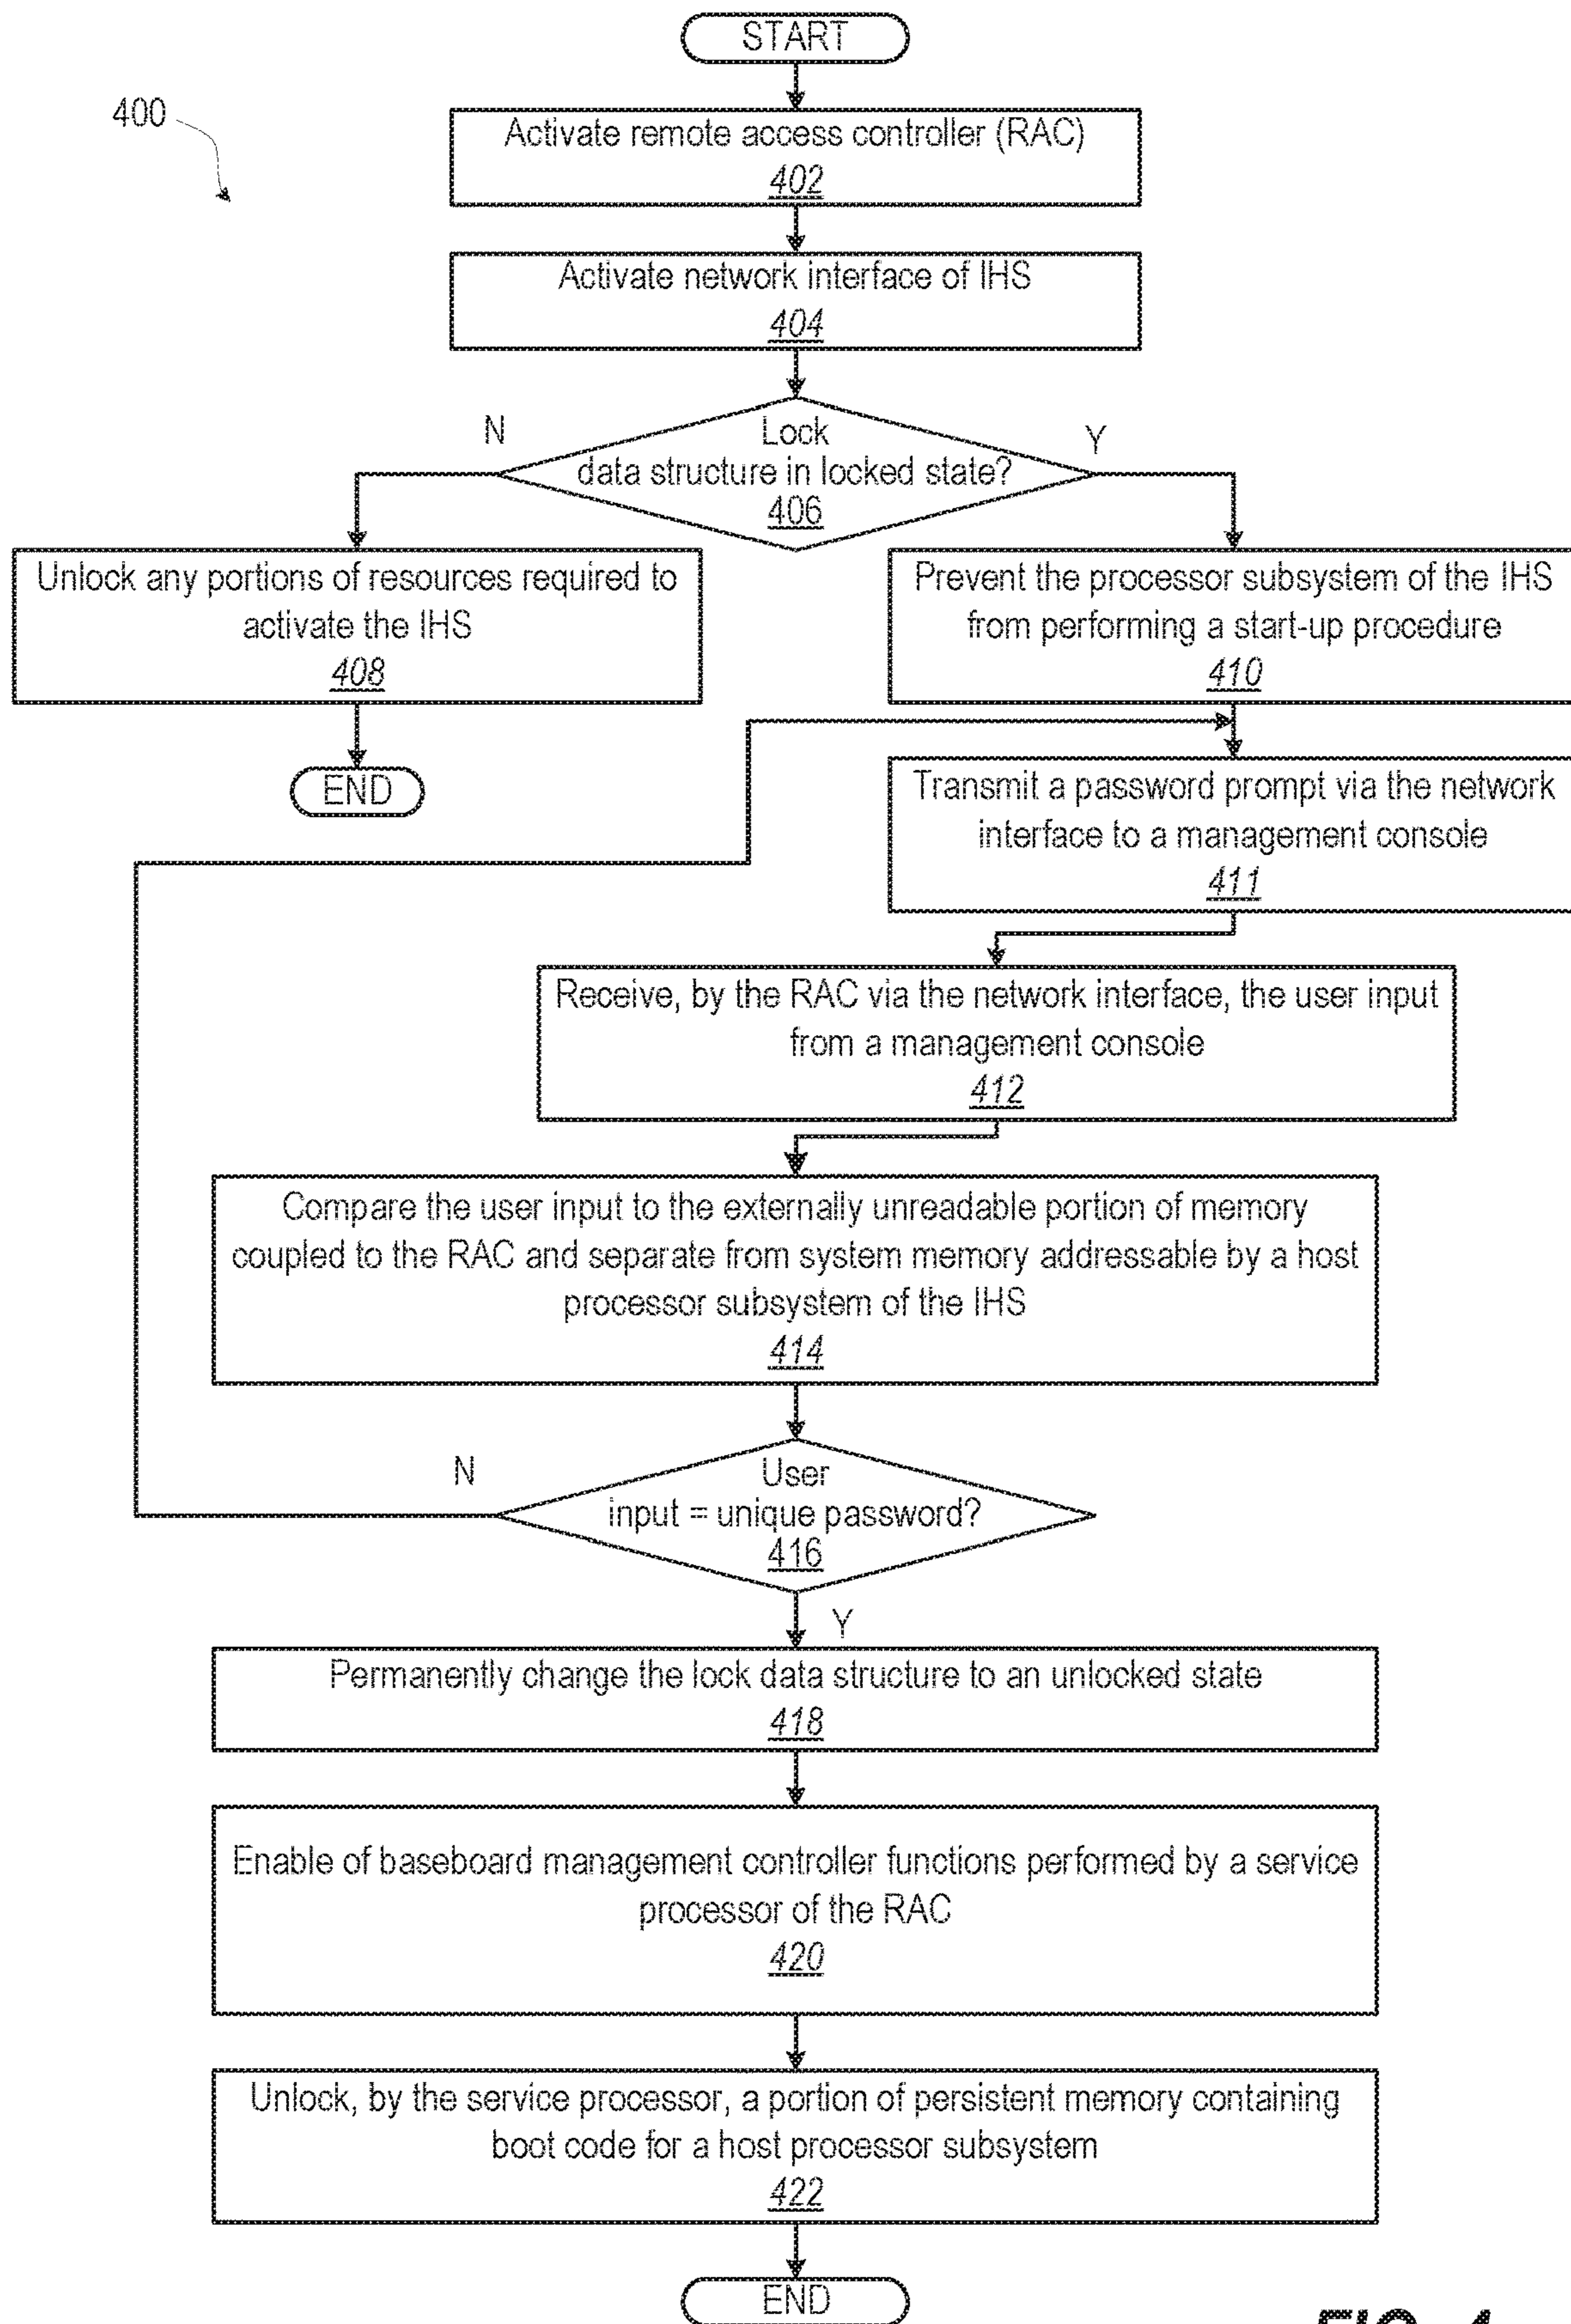 START
400
Activate remote access controller (RAC)
402
Activate network interface of IHS
404
N
Y
Lock
data structure in locked state?
406
Unlock any portions of resources required to
activate the IHS
408
Prevent the processor subsystem of the IHS
from performing a start-up procedure
410
END
Transmit a password prompt via the network
interface to a management console
411
Receive, by the RAC via the network interface, the user input
from a management console
412
Compare the user input to the externally unreadable portion of memory
coupled to the RAC and separate from system memory addressable by a host
processor subsystem of the IHS
414
N
User
input = unique password?
416
Y
Permanently change the lock data structure to an unlocked state
418
Enable of baseboard management controller functions performed by a service
processor of the RAC
420
Unlock, by the service processor, a portion of persistent memory containing
boot code for a host processor subsystem
422
END